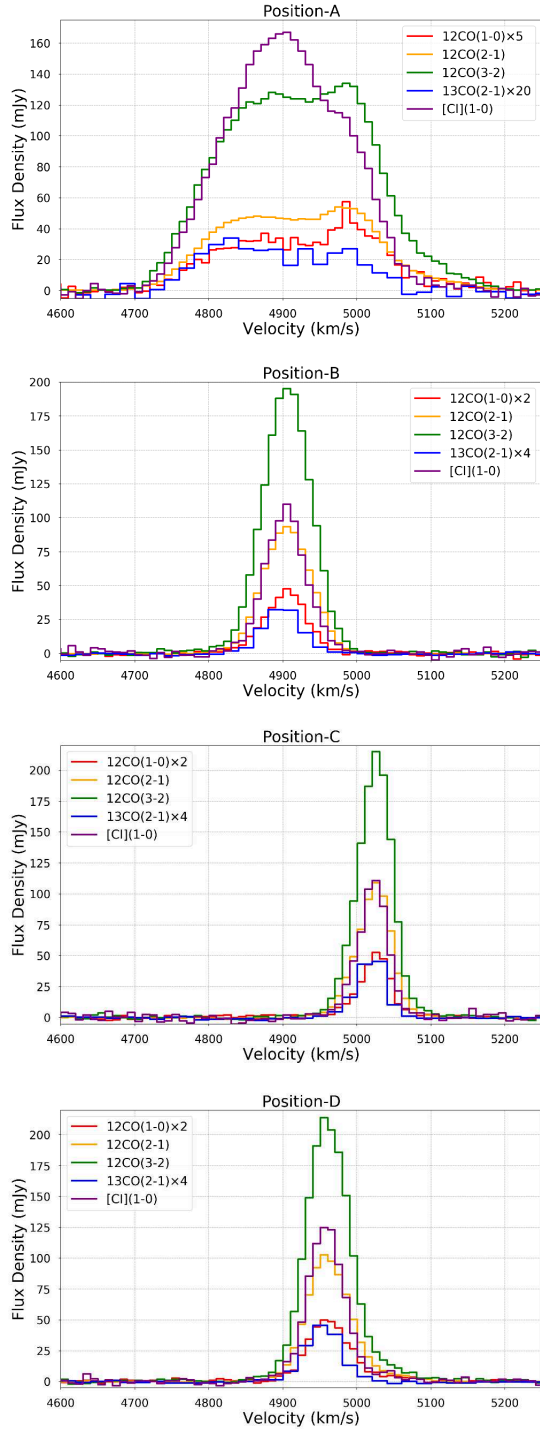 Position-A
Flux Density (mJy)
160
140
120
100
80
60
40
20
0
12CO(1-0)×5
12CO(2-1)
12CO(3-2)
13CO(2-1)×20
[CI](1-0)
4600 4700 4800 4900 5000 5100 5200
Velocity (km/s)
Position-B
Flux Density (mJy)
200
175
150
125
100
75
50
25
0
12CO(1-0)×2
12CO(2-1)
12CO(3-2)
13CO(2-1)×4
[CI](1-0)
4600 4700 4800 4900 5000 5100 5200
Velocity (km/s)
Position-C
Flux Density (mJy)
200
175
150
125
100
75
50
25
0
12CO(1-0)×2
12CO(2-1)
12CO(3-2)
13CO(2-1)×4
[CI](1-0)
4600 4700 4800 4900 5000 5100 5200
Velocity (km/s)
Position-D
Flux Density (mJy)
200
175
150
125
100
75
50
25
0
12CO(1-0)×2
12CO(2-1)
12CO(3-2)
13CO(2-1)×4
[CI](1-0)
4600 4700 4800 4900 5000 5100 5200
Velocity (km/s)